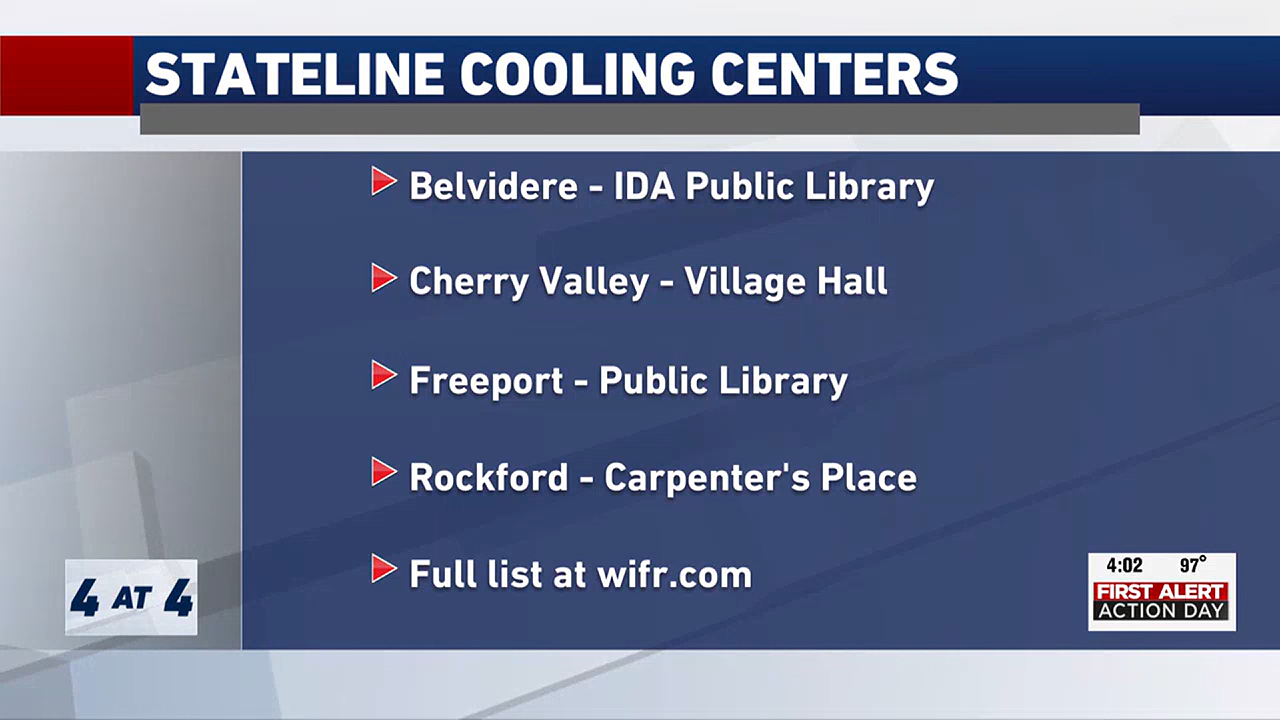 STATELINE COOLING CENTERS
Belvidere - IDA Public Library
Cherry Valley - Village Hall
Freeport - Public Library
Rockford - Carpenter's Place
Full list at wifr.com
4 AT 4
4:02 97°
FIRST ALERT
ACTION DAY